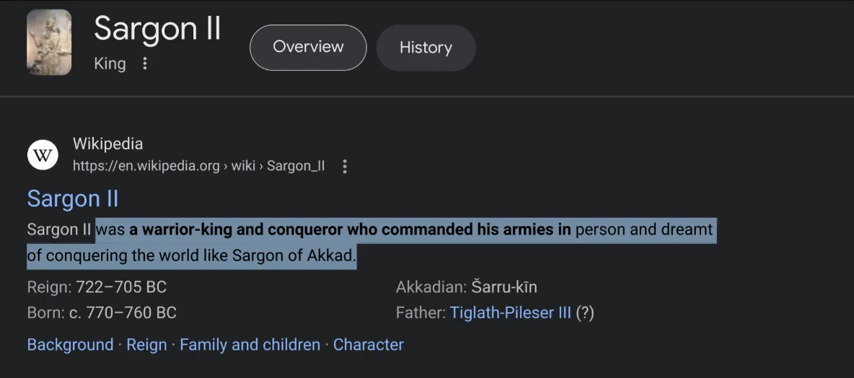 Sargon II
King
Overview
History
Wikipedia
https://en.wikipedia.org › wiki › Sargon_II
Sargon II
Sargon II was a warrior-king and conqueror who commanded his armies in person and dreamt
of conquering the world like Sargon of Akkad.
Reign: 722–705 BC
Akkadian: Šarru-kīn
Born: c. 770–760 BC
Father: Tiglath-Pileser III (?)
Background · Reign · Family and children · Character